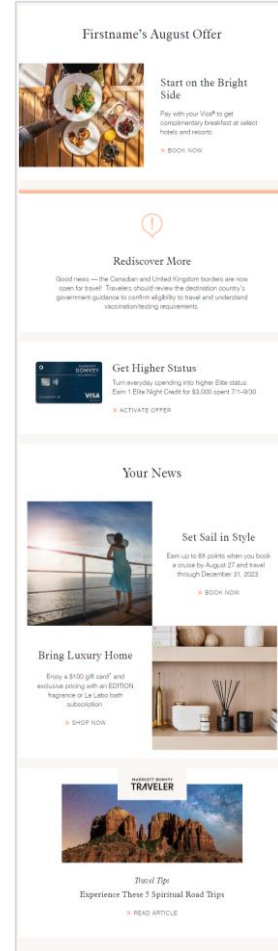 Firstname's August Offer
Start on the Bright
Side
Pay with your Visa® to get
complimentary breakfast at select
hotels and resorts.
» BOOK NOW
Rediscover More
Good news — the Canadian and United Kingdom borders are now
open for travel! Travelers should review the destination country's
government guidance to confirm eligibility to travel and understand
vaccination/testing requirements.
MARRIOTT
BONVOY
VISA
Get Higher Status
Turn everyday spending into higher Elite status.
Earn 1 Elite Night Credit for $3,000 spent 7/1–9/30
» ACTIVATE OFFER
Your News
Set Sail in Style
Earn up to 8X points when you book
a cruise by August 27 and travel
through December 31, 2023
» BOOK NOW
Bring Luxury Home
Enjoy a $100 gift card* and
exclusive pricing with an EDITION
fragrance or Le Labo bath
subscription
» SHOP NOW
MARRIOTT BONVOY
TRAVELER
Travel Tips
Experience These 5 Spiritual Road Trips
» READ ARTICLE